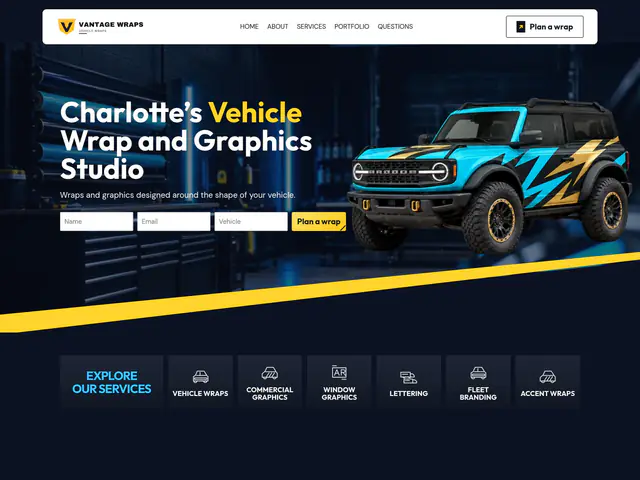 VANTAGE WRAPS
VEHICLE WRAPS
HOME ABOUT SERVICES PORTFOLIO QUESTIONS
Plan a wrap
Charlotte's Vehicle
Wrap and Graphics
Studio
Wraps and graphics designed around the shape of your vehicle.
Name Email Vehicle Plan a wrap
EXPLORE
OUR SERVICES
VEHICLE WRAPS
COMMERCIAL
GRAPHICS
WINDOW
GRAPHICS
LETTERING
FLEET
BRANDING
ACCENT WRAPS